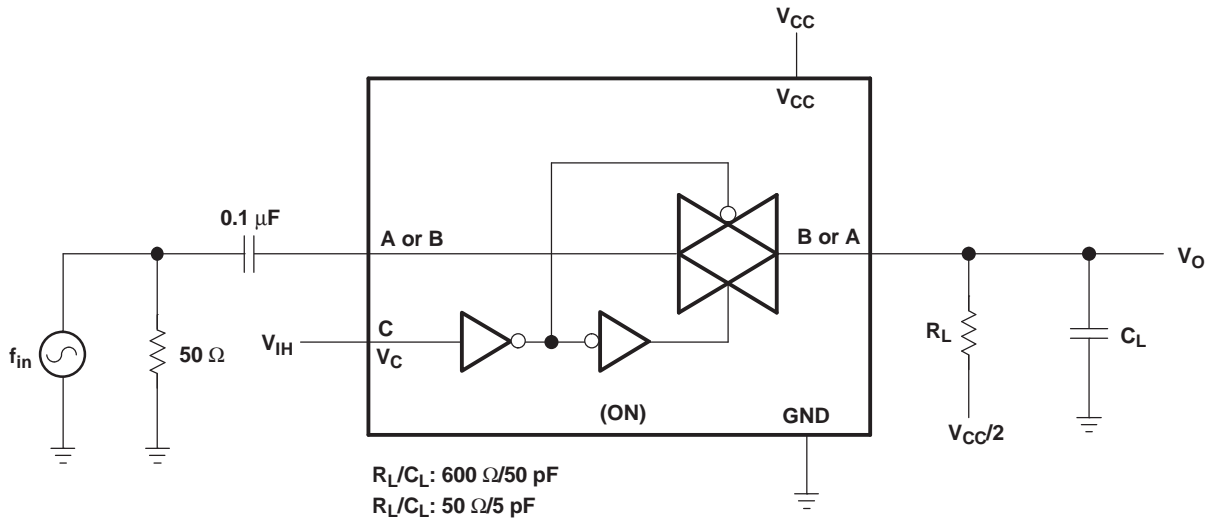 VCC
VCC
0.1 μF
A or B
B or A
VO
fin
50 Ω
VIH
C
VC
RL
CL
(ON)
GND
VCC/2
RL/CL: 600 Ω/50 pF
RL/CL: 50 Ω/5 pF